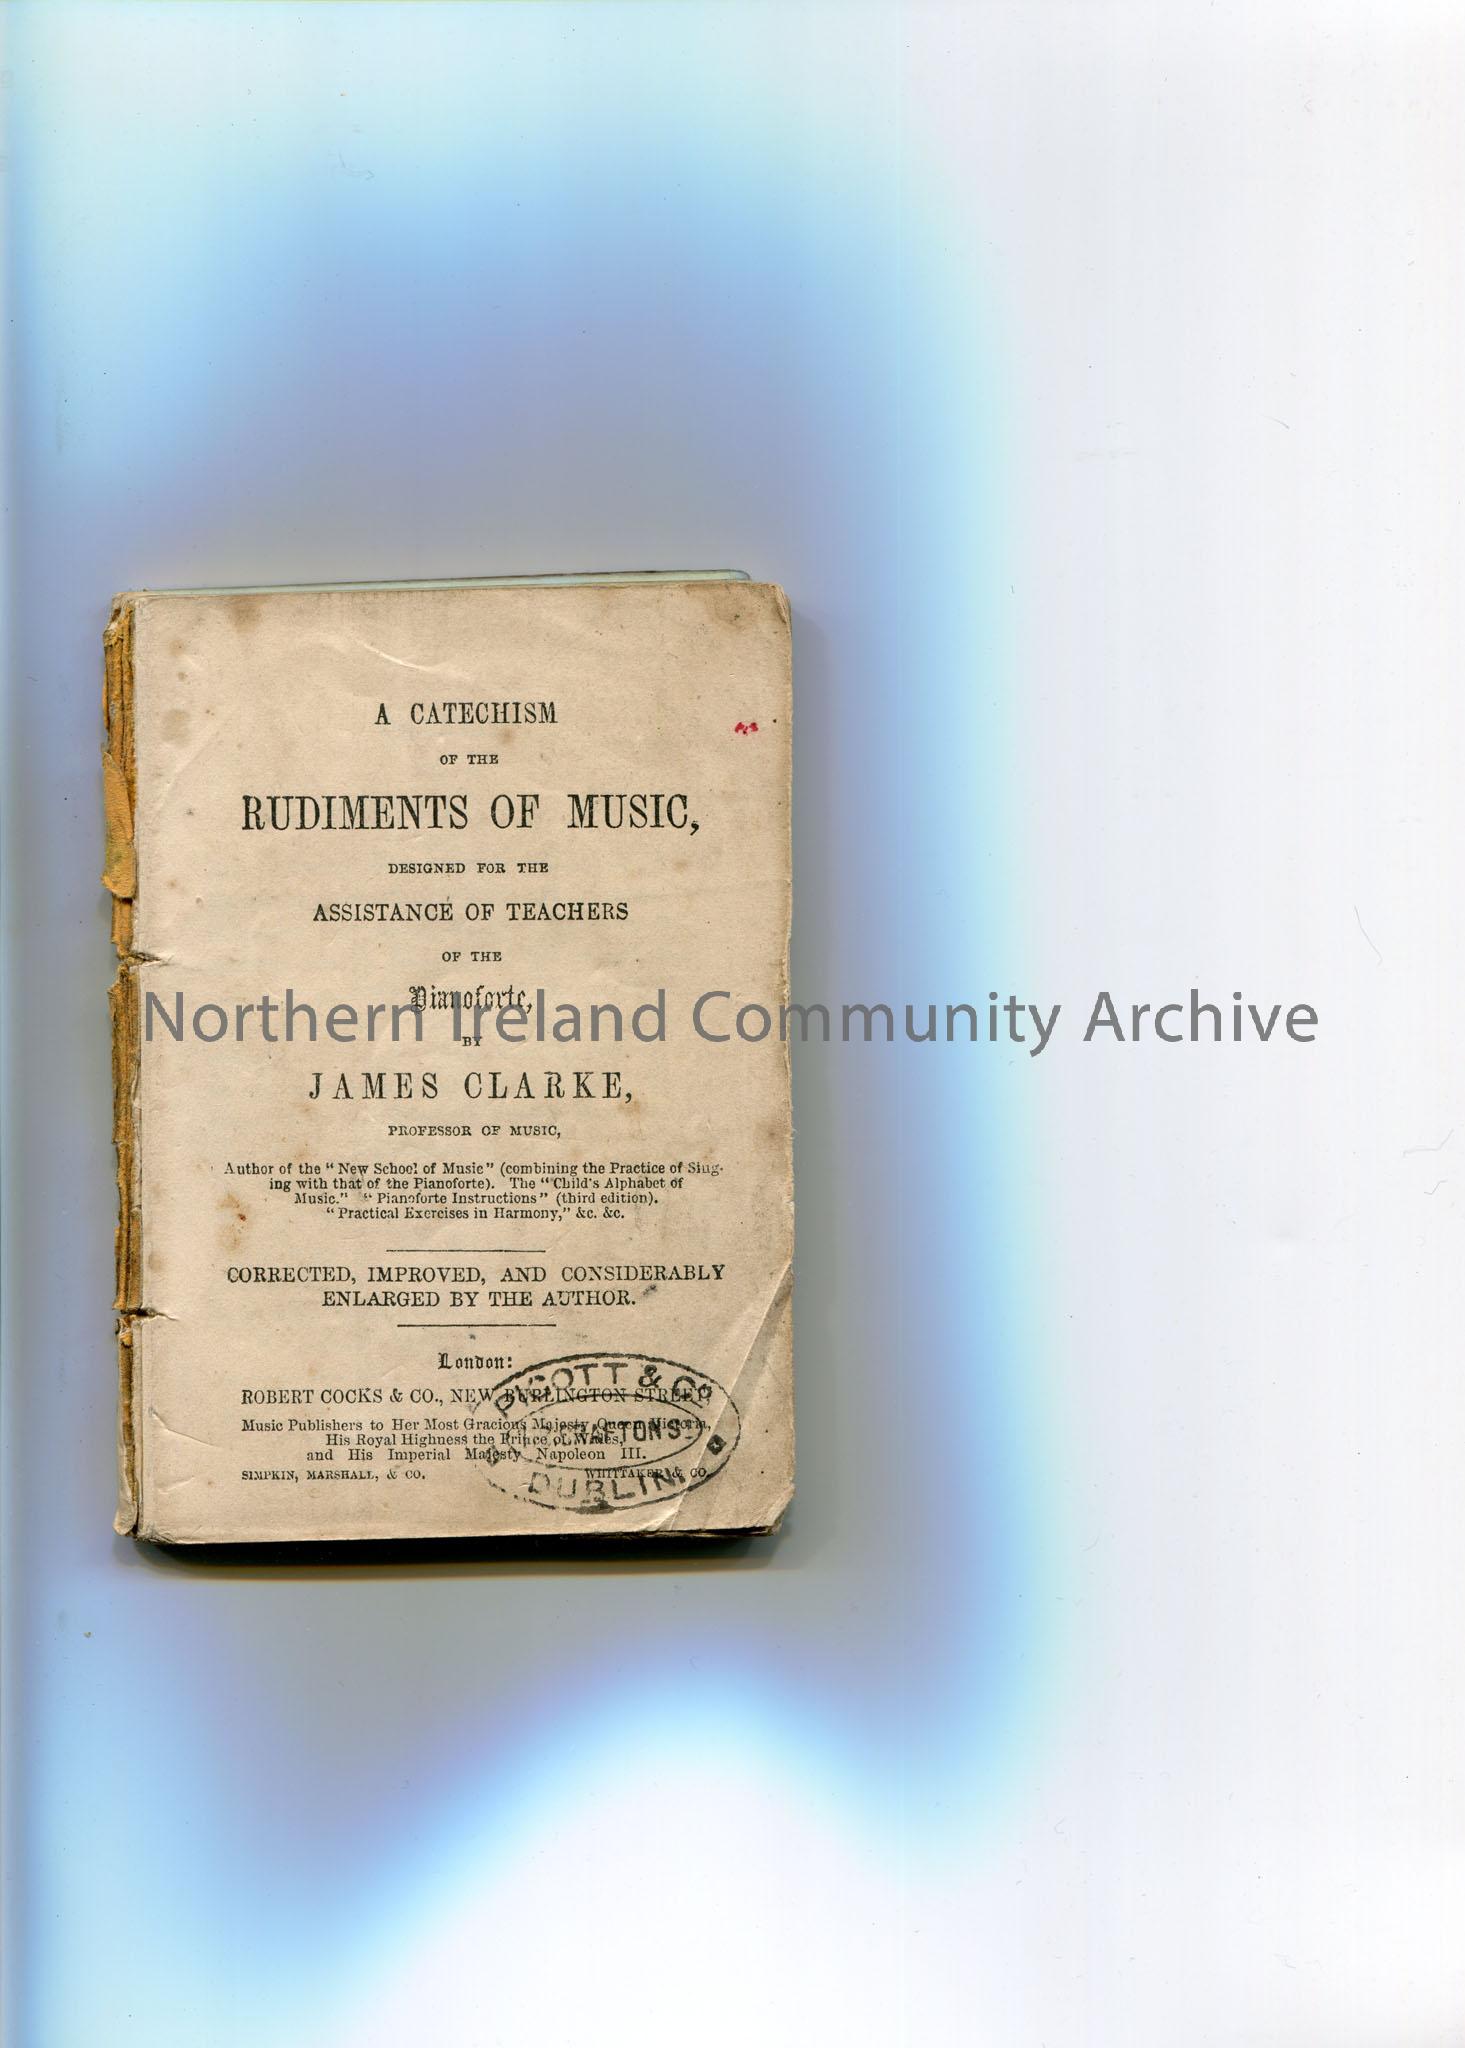 A CATECHISM
OF THE
RUDIMENTS OF MUSIC,
DESIGNED FOR THE
ASSISTANCE OF TEACHERS
OF THE
Pianoforte,
Northern Ireland Community Archive
BY
JAMES CLARKE,
PROFESSOR OF MUSIC,
Author of the "New School of Music" (combining the Practice of Sing-
ing with that of the Pianoforte). The "Child's Alphabet of
Music." "Pianoforte Instructions" (third edition).
"Practical Exercises in Harmony," &c. &c.
CORRECTED, IMPROVED, AND CONSIDERABLY
ENLARGED BY THE AUTHOR.
London:
ROBERT COCKS & CO., NEW BURLINGTON STREET,
Music Publishers to Her Most Gracious Majesty Queen Victoria,
His Royal Highness the Prince of Wales,
and His Imperial Majesty Napoleon III.
SIMPKIN, MARSHALL, & CO. WHITTAKER & CO.
PIGOTT & Co
DUBLIN